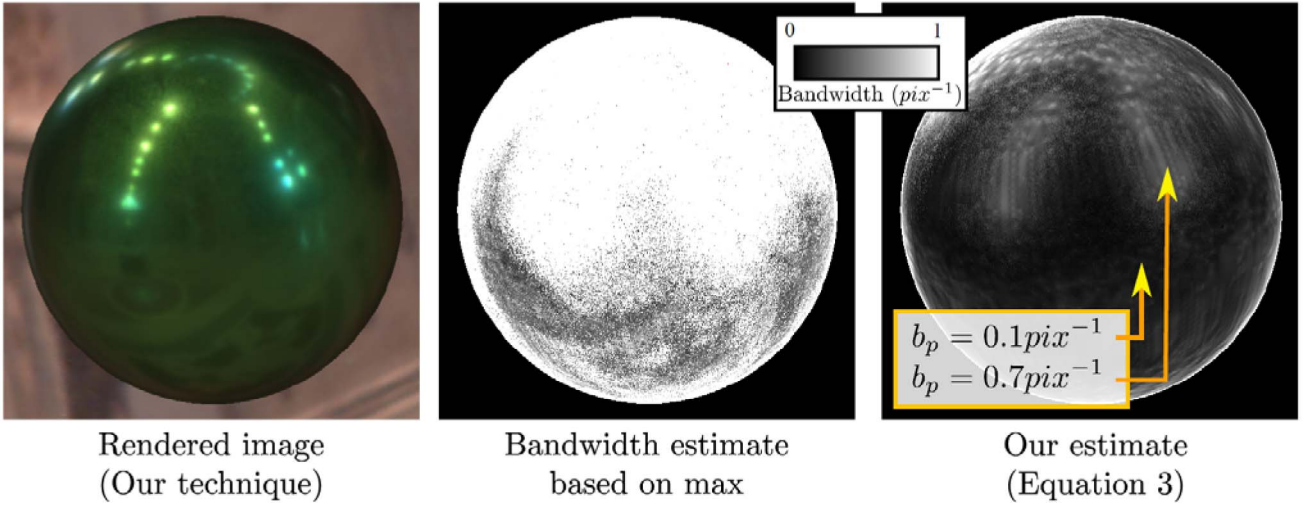 0 1
Bandwidth (pix⁻¹)
b_p = 0.1pix⁻¹
b_p = 0.7pix⁻¹
Rendered image
(Our technique)
Bandwidth estimate
based on max
Our estimate
(Equation 3)